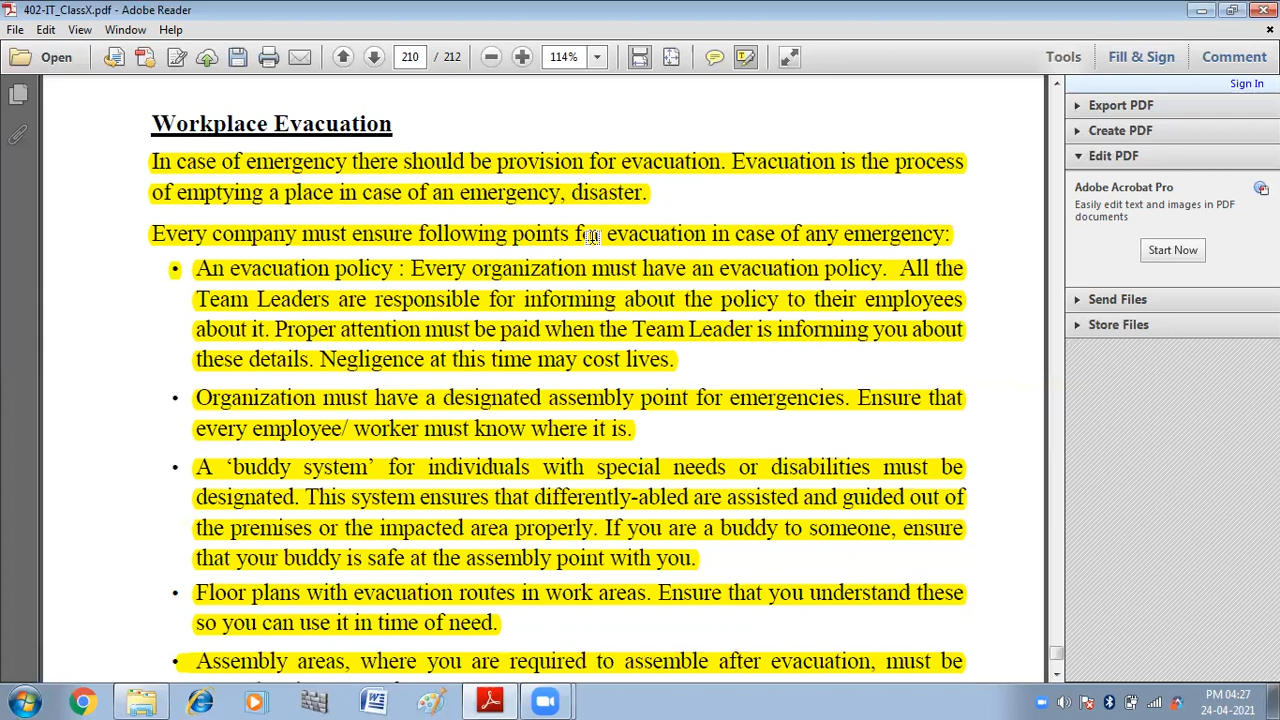 402-IT_ClassX.pdf - Adobe Reader
File Edit View Window Help
Open 210 / 212 114% Tools Fill & Sign Comment
Sign In
Export PDF
Create PDF
Edit PDF
Adobe Acrobat Pro
Easily edit text and images in PDF
documents
Start Now
Send Files
Store Files
Workplace Evacuation
In case of emergency there should be provision for evacuation. Evacuation is the process
of emptying a place in case of an emergency, disaster.
Every company must ensure following points for evacuation in case of any emergency:
• An evacuation policy : Every organization must have an evacuation policy. All the
Team Leaders are responsible for informing about the policy to their employees
about it. Proper attention must be paid when the Team Leader is informing you about
these details. Negligence at this time may cost lives.
• Organization must have a designated assembly point for emergencies. Ensure that
every employee/ worker must know where it is.
• A ‘buddy system’ for individuals with special needs or disabilities must be
designated. This system ensures that differently-abled are assisted and guided out of
the premises or the impacted area properly. If you are a buddy to someone, ensure
that your buddy is safe at the assembly point with you.
• Floor plans with evacuation routes in work areas. Ensure that you understand these
so you can use it in time of need.
• Assembly areas, where you are required to assemble after evacuation, must be
PM 04:27
24-04-2021